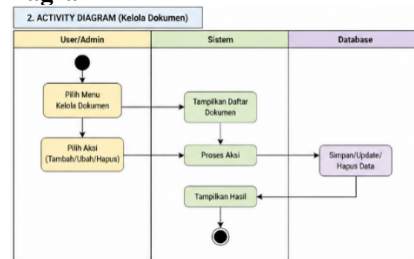 2. ACTIVITY DIAGRAM (Kelola Dokumen)
User/Admin
Sistem
Database
Pilih Menu
Kelola Dokumen
Tampilkan Daftar
Dokumen
Pilih Aksi
(Tambah/Ubah/Hapus)
Proses Aksi
Simpan/Update/
Hapus Data
Tampilkan Hasil